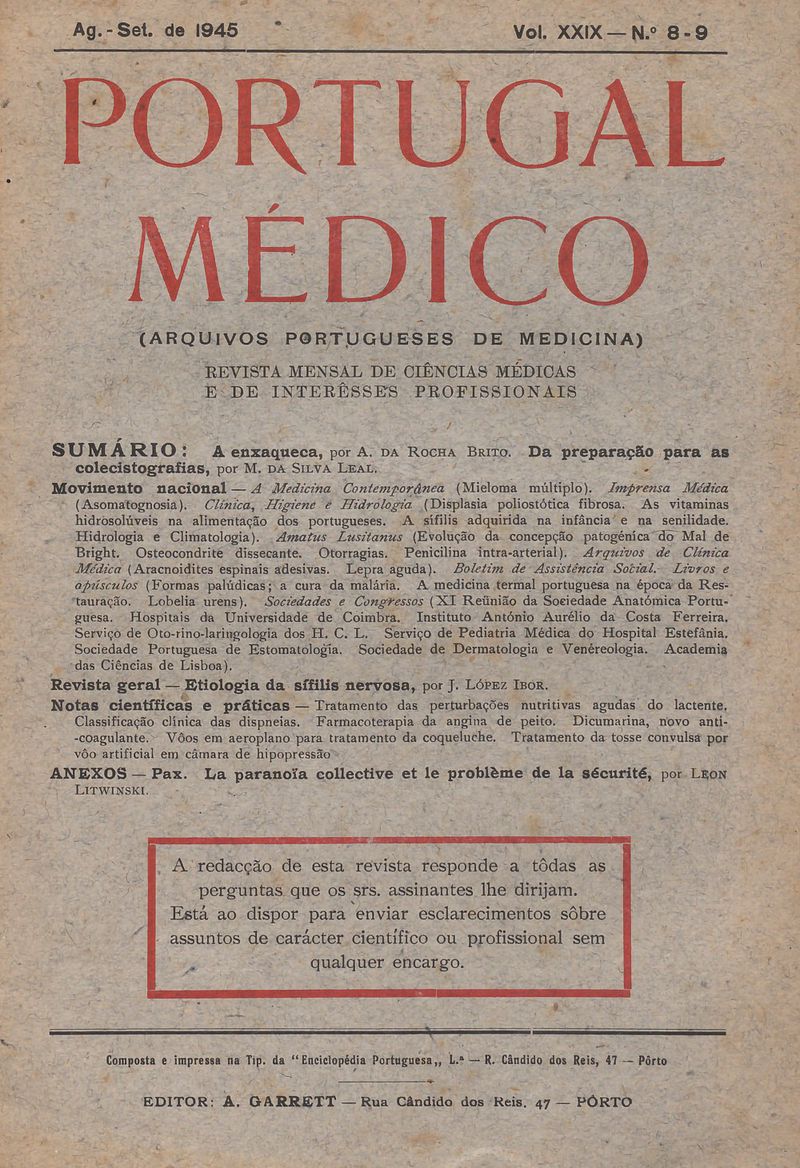 Ag.-Set. de 1945
Vol. XXIX — N.º 8-9
PORTUGAL
MÉDICO
(ARQUIVOS PORTUGUESES DE MEDICINA)
REVISTA MENSAL DE CIÊNCIAS MÉDICAS
E DE INTERÊSSES PROFISSIONAIS
SUMÁRIO: A enxaqueca, por A. da Rocha Brito. Da preparação para as
colecistografias, por M. da Silva Leal.
Movimento nacional — A Medicina Contemporânea (Mieloma múltiplo). Imprensa Médica
(Asomatognosia). Clínica, Higiene e Hidrologia (Displasia poliostótica fibrosa. As vitaminas
hidrosolúveis na alimentação dos portugueses. A sífilis adquirida na infância e na senilidade.
Hidrologia e Climatologia). Amatus Lusitanus (Evolução da concepção patogénica do Mal de
Bright. Osteocondrite dissecante. Otorragias. Penicilina intra-arterial). Arquivos de Clínica
Médica (Aracnoidites espinais adesivas. Lepra aguda). Boletim de Assistência Social. Livros e
opúsculos (Formas palúdicas; a cura da malária. A medicina termal portuguesa na época da Res-
tauração. Lobelia urens). Sociedades e Congressos (XI Reünião da Sociedade Anatómica Portu-
guesa. Hospitais da Universidade de Coimbra. Instituto António Aurélio da Costa Ferreira.
Serviço de Oto-rino-laringologia dos H. C. L. Serviço de Pediatria Médica do Hospital Estefânia.
Sociedade Portuguesa de Estomatología. Sociedade de Dermatologia e Venéreologia. Academia
das Ciências de Lisboa).
Revista geral — Etiologia da sífilis nervosa, por J. López Ibor.
Notas científicas e práticas — Tratamento das perturbações nutritivas agudas do lactente.
Classificação clínica das dispneias. Farmacoterapia da angina de peito. Dicumarina, novo anti-
-coagulante. Vôos em aeroplano para tratamento da coqueluche. Tratamento da tosse convulsa por
vôo artificial em câmara de hipopressão
ANEXOS — Pax. La paranoïa collective et le problème de la sécurité, por Leon
Litwinski.
A redacção de esta revista responde a tôdas as
perguntas que os srs. assinantes lhe dirijam.
Está ao dispor para enviar esclarecimentos sôbre
assuntos de carácter científico ou profissional sem
qualquer encargo.
Composta e impressa na Tip. da "Enciclopédia Portuguesa,, L.ª — R. Cândido dos Reis, 47 — Pôrto
EDITOR: A. GARRETT — Rua Cândido dos Reis, 47 — PÔRTO